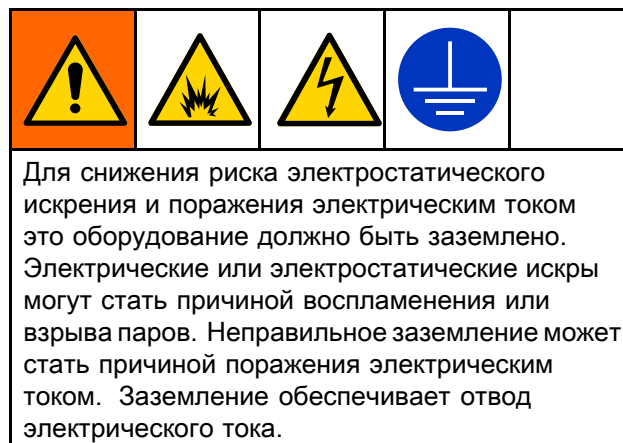 Для снижения риска электростатического
искрения и поражения электрическим током
это оборудование должно быть заземлено.
Электрические или электростатические искры
могут стать причиной воспламенения или
взрыва паров. Неправильное заземление может
стать причиной поражения электрическим
током. Заземление обеспечивает отвод
электрического тока.